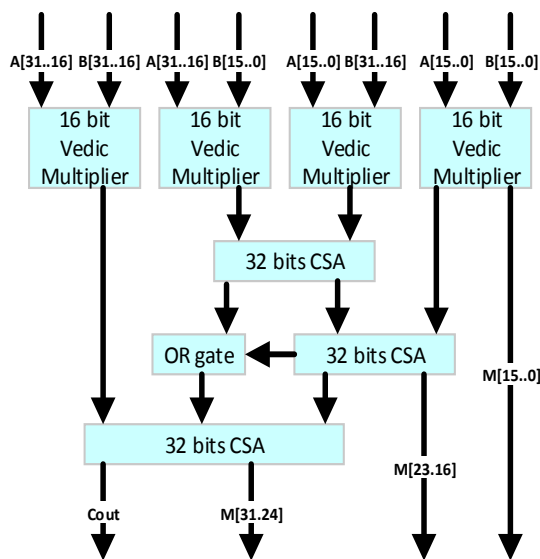 A[31..16] B[31..16] A[31..16] B[15..0] A[15..0] B[31..16] A[15..0] B[15..0]
16 bit
Vedic
Multiplier
16 bit
Vedic
Multiplier
16 bit
Vedic
Multiplier
16 bit
Vedic
Multiplier
32 bits CSA
OR gate
32 bits CSA
M[15..0]
32 bits CSA
M[23.16]
Cout
M[31.24]